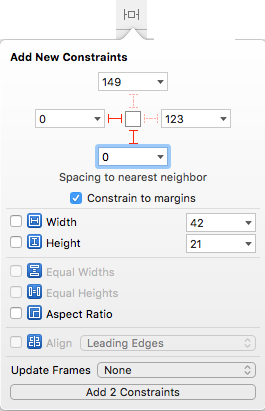 Add New Constraints
149
0 123
0
Spacing to nearest neighbor
Constrain to margins
Width 42
Height 21
Equal Widths
Equal Heights
Aspect Ratio
Align Leading Edges
Update Frames None
Add 2 Constraints